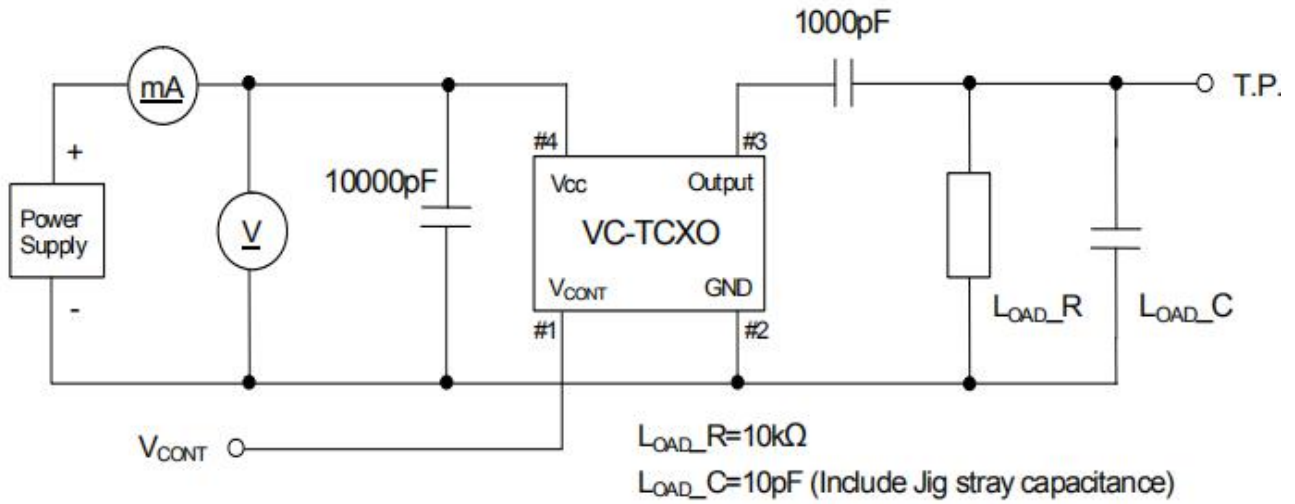 1000pF
mA
T.P.
+
#4
#3
10000pF
Vcc
Output
Power
Supply
V
VC-TCXO
VCONT
GND
-
#1
#2
LOAD_R
LOAD_C
VCONT
LOAD_R=10kΩ
LOAD_C=10pF (Include Jig stray capacitance)